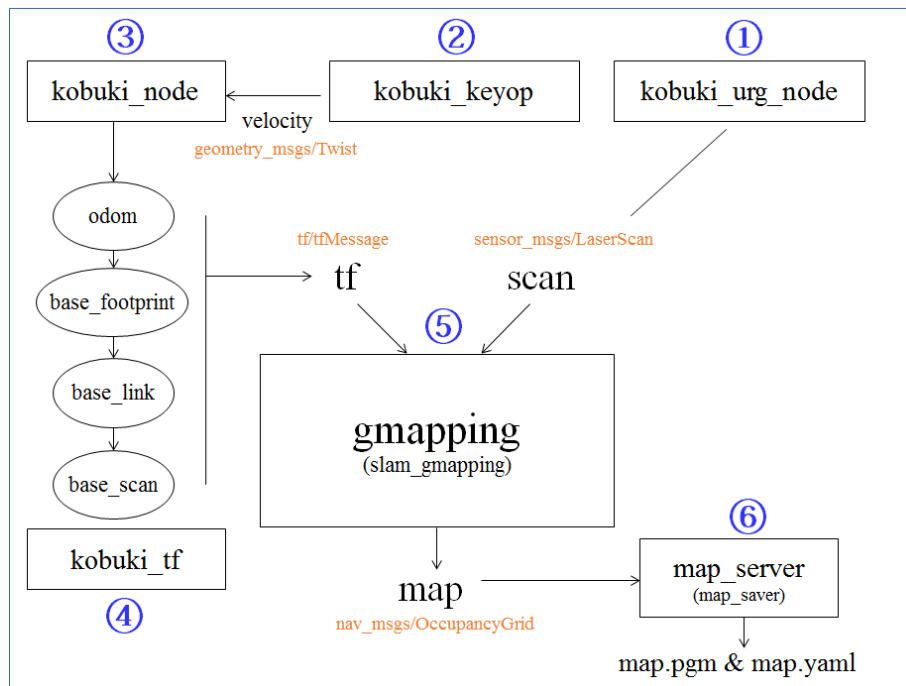 ③
②
①
kobuki_node
kobuki_keyop
kobuki_urg_node
velocity
geometry_msgs/Twist
odom
tf/tfMessage
sensor_msgs/LaserScan
tf
scan
base_footprint
⑤
base_link
gmapping
(slam_gmapping)
base_scan
⑥
kobuki_tf
map_server
(map_saver)
map
④
nav_msgs/OccupancyGrid
map.pgm & map.yaml